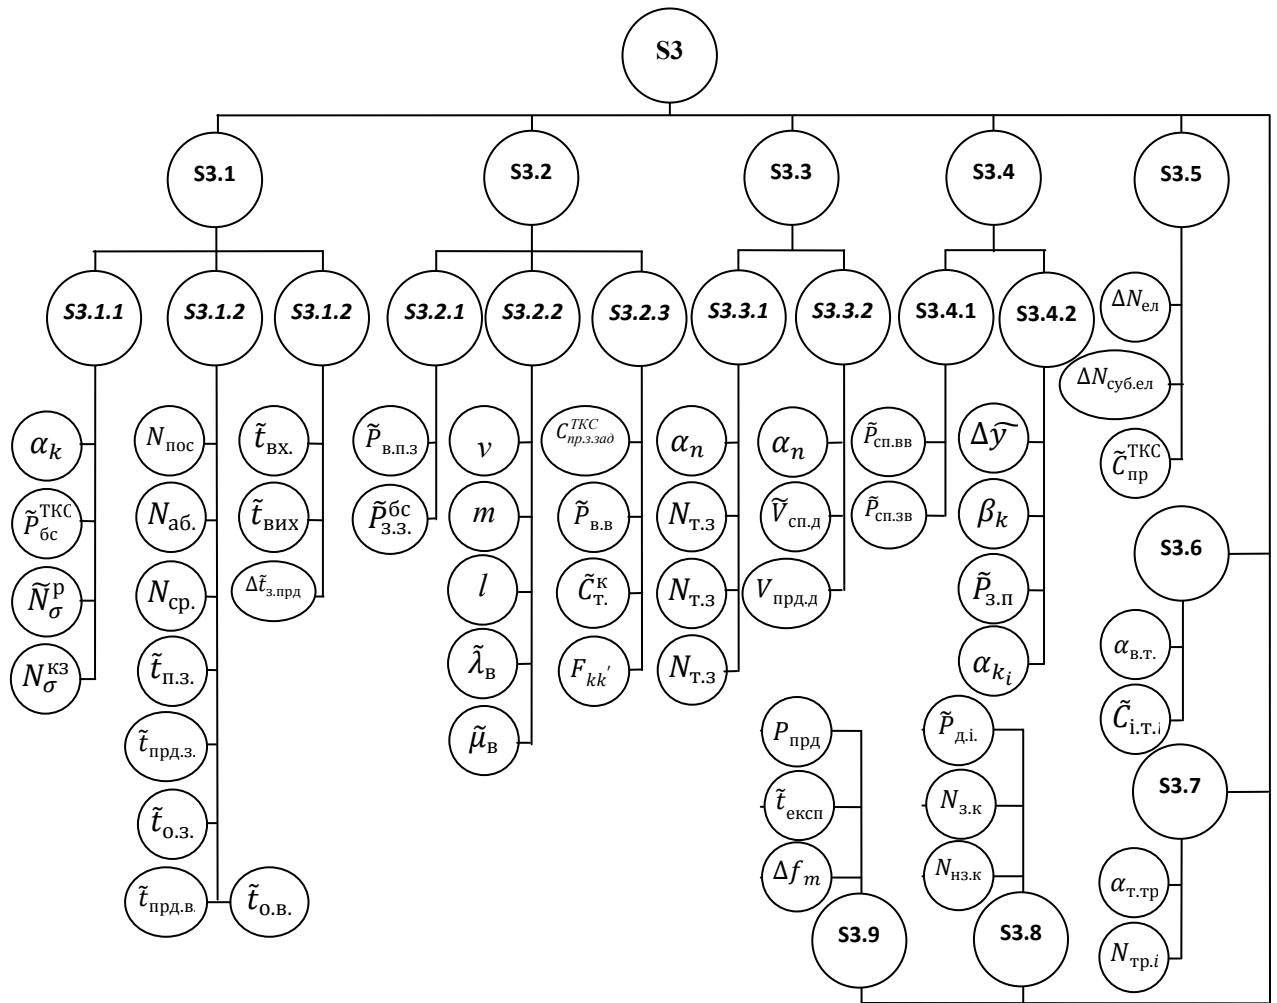 S3
S3.1
S3.2
S3.3
S3.4
S3.5
S3.1.1
S3.1.2
S3.1.2
S3.2.1
S3.2.2
S3.2.3
S3.3.1
S3.3.2
S3.4.1
S3.4.2
α_k
P̃_бс^ТКС
Ñ_σ^р
N_σ^кз
N_пос
N_аб.
N_ср.
t̃_п.з.
t̃_прд.з.
t̃_о.з.
t̃_прд.в.
t̃_о.в.
t̃_вх.
t̃_вих
Δt̃_з.прд
P̃_в.п.з
P̃_з.з.^бс
v
m
l
λ̃_в
μ̃_в
C_пр.з.зад^ТКС
P̃_в.в
C̃_т.^к
F_kk′
α_n
N_т.з
N_т.з
N_т.з
α_n
Ṽ_сп.д
V_прд.д
P̃_сп.вв
P̃_сп.зв
Δy͠
β_k
P̃_з.п
α_k_i
ΔN_ел
ΔN_суб.ел
C̃_пр^ТКС
S3.6
α_в.т.
C̃_і.т.
S3.7
α_т.тр
N_тр.i
P_прд
t̃_експ
Δf_m
S3.9
P̃_д.і.
N_з.к
N_нз.к
S3.8